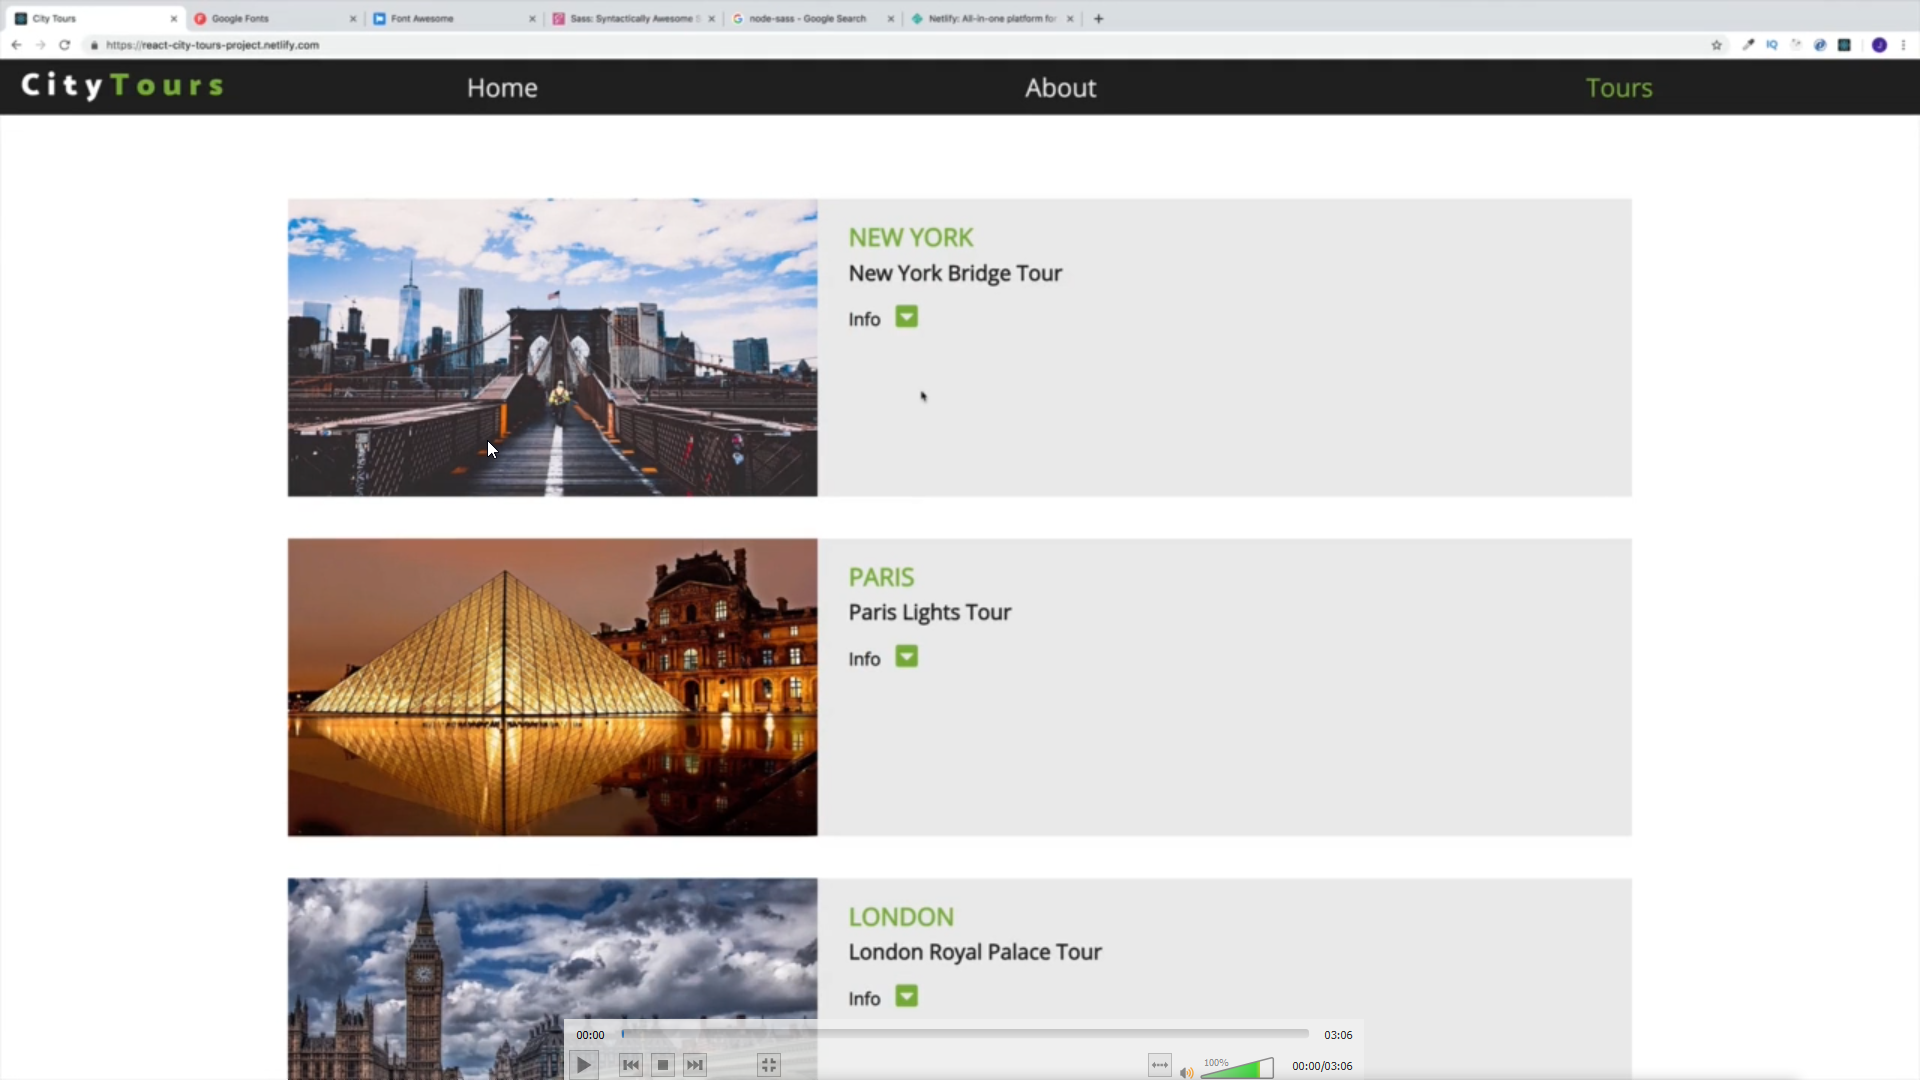 City Tours
Google Fonts
Font Awesome
Sass: Syntactically Awesome S
node-sass - Google Search
Netlify: All-in-one platform for
https://react-city-tours-project.netlify.com
IQ
J
CityTours
Home
About
Tours
NEW YORK
New York Bridge Tour
Info
PARIS
Paris Lights Tour
Info
LONDON
London Royal Palace Tour
Info
00:00
03:06
100%
00:00/03:06